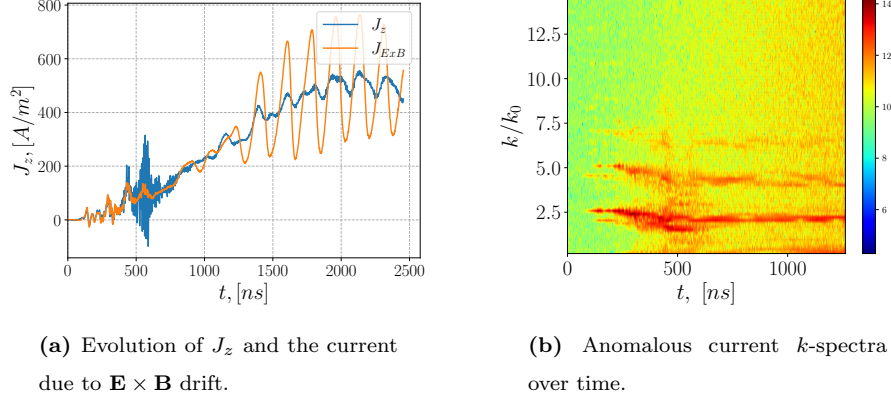 800
600
400
200
0
J_z, [A/m^2]
J_z
J_{ExB}
0 500 1000 1500 2000 2500
t, [ns]
12.5
10.0
7.5
5.0
2.5
k/k_0
0 500 1000
t, [ns]
14
12
10
8
6
(a) Evolution of J_z and the current
due to E × B drift.
(b) Anomalous current k-spectra
over time.